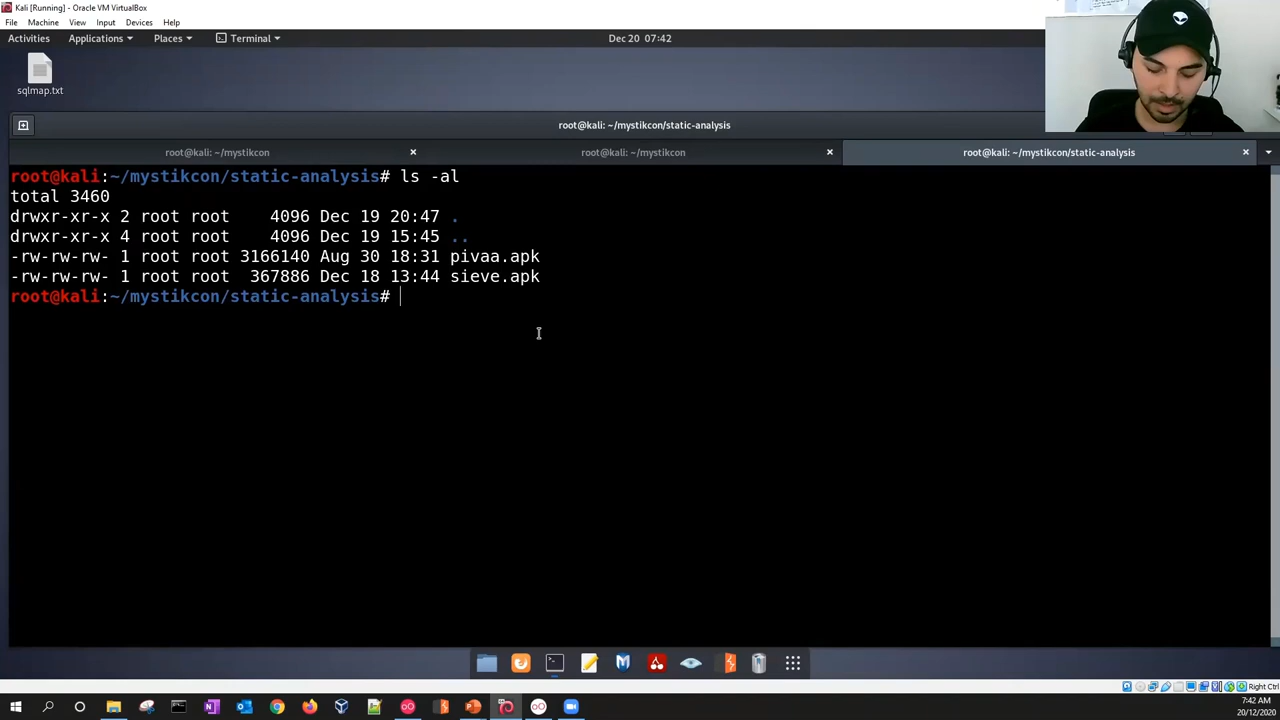 Kali [Running] - Oracle VM VirtualBox
File Machine View Input Devices Help
Activities Applications Places Terminal Dec 20 07:42
sqlmap.txt
root@kali: ~/mystikcon/static-analysis
root@kali: ~/mystikcon root@kali: ~/mystikcon root@kali: ~/mystikcon/static-analysis
root@kali:~/mystikcon/static-analysis# ls -al
total 3460
drwxr-xr-x 2 root root 4096 Dec 19 20:47 .
drwxr-xr-x 4 root root 4096 Dec 19 15:45 ..
-rw-rw-rw- 1 root root 3166140 Aug 30 18:31 pivaa.apk
-rw-rw-rw- 1 root root 367886 Dec 18 13:44 sieve.apk
root@kali:~/mystikcon/static-analysis#
Right Ctrl
7:42 AM
20/12/2020